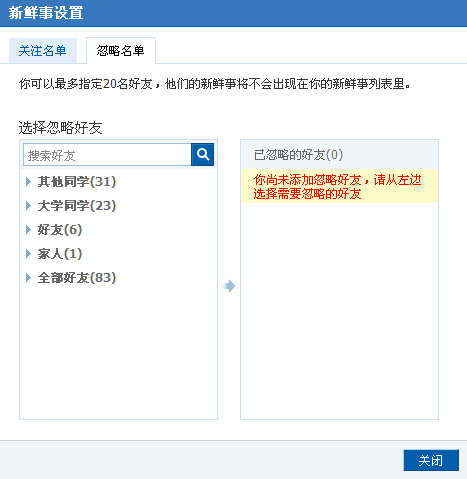 新鲜事设置
关注名单
忽略名单
你可以最多指定20名好友，他们的新鲜事将不会出现在你的新鲜事列表里。
选择忽略好友
搜索好友
其他同学(31)
大学同学(23)
好友(6)
家人(1)
全部好友(83)
已忽略的好友(0)
你尚未添加忽略好友，请从左边
选择需要忽略的好友
关闭